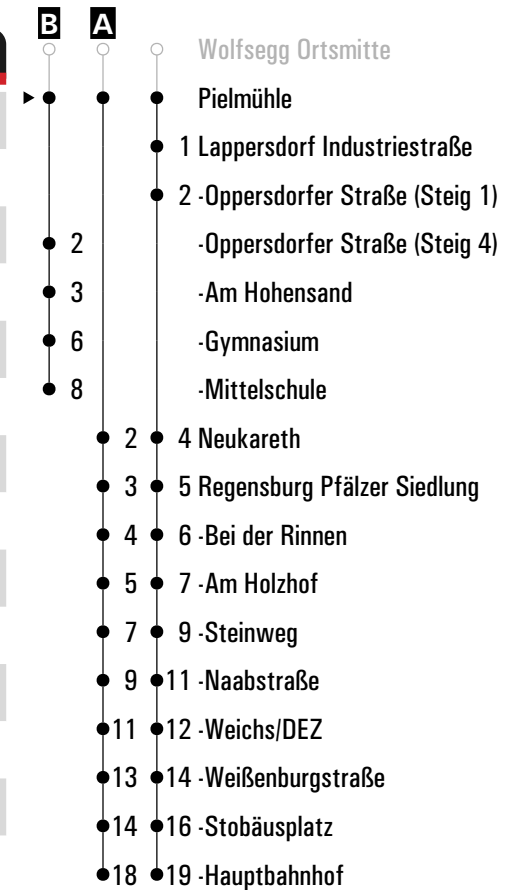 B A
Wolfsegg Ortsmitte
Pielmühle
1 Lappersdorf Industriestraße
2 -Oppersdorfer Straße (Steig 1)
2 -Oppersdorfer Straße (Steig 4)
3 -Am Hohensand
6 -Gymnasium
8 -Mittelschule
2 4 Neukareth
3 5 Regensburg Pfälzer Siedlung
4 6 -Bei der Rinnen
5 7 -Am Holzhof
7 9 -Steinweg
9 11 -Naabstraße
11 12 -Weichs/DEZ
13 14 -Weißenburgstraße
14 16 -Stobäusplatz
18 19 -Hauptbahnhof